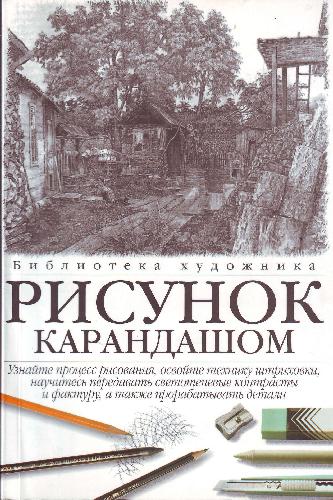 Библиотека художника
РИСУНОК
КАРАНДАШОМ
Узнайте процесс рисования, освойте технику штриховки,
научитесь передавать светотеневые контрасты
и фактуру, а также прорабатывать детали